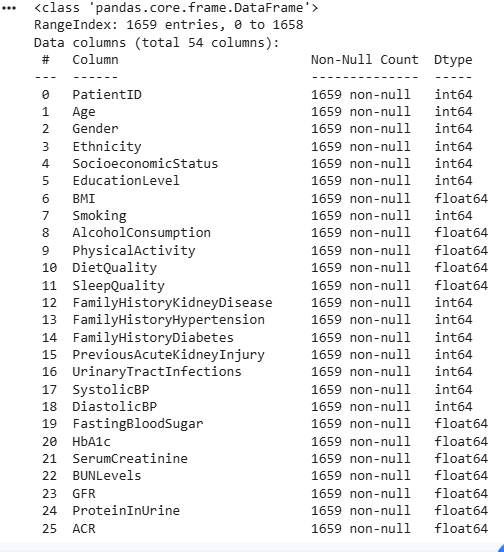 <class 'pandas.core.frame.DataFrame'>
RangeIndex: 1659 entries, 0 to 1658
Data columns (total 54 columns):
 #   Column                        Non-Null Count  Dtype
---  ------                        --------------  -----
 0   PatientID                     1659 non-null   int64
 1   Age                           1659 non-null   int64
 2   Gender                        1659 non-null   int64
 3   Ethnicity                     1659 non-null   int64
 4   SocioeconomicStatus           1659 non-null   int64
 5   EducationLevel                1659 non-null   int64
 6   BMI                           1659 non-null   float64
 7   Smoking                       1659 non-null   int64
 8   AlcoholConsumption            1659 non-null   float64
 9   PhysicalActivity              1659 non-null   float64
 10  DietQuality                   1659 non-null   float64
 11  SleepQuality                  1659 non-null   float64
 12  FamilyHistoryKidneyDisease    1659 non-null   int64
 13  FamilyHistoryHypertension     1659 non-null   int64
 14  FamilyHistoryDiabetes         1659 non-null   int64
 15  PreviousAcuteKidneyInjury     1659 non-null   int64
 16  UrinaryTractInfections        1659 non-null   int64
 17  SystolicBP                    1659 non-null   int64
 18  DiastolicBP                   1659 non-null   int64
 19  FastingBloodSugar             1659 non-null   float64
 20  HbA1c                         1659 non-null   float64
 21  SerumCreatinine               1659 non-null   float64
 22  BUNLevels                     1659 non-null   float64
 23  GFR                           1659 non-null   float64
 24  ProteinInUrine                1659 non-null   float64
 25  ACR                           1659 non-null   float64